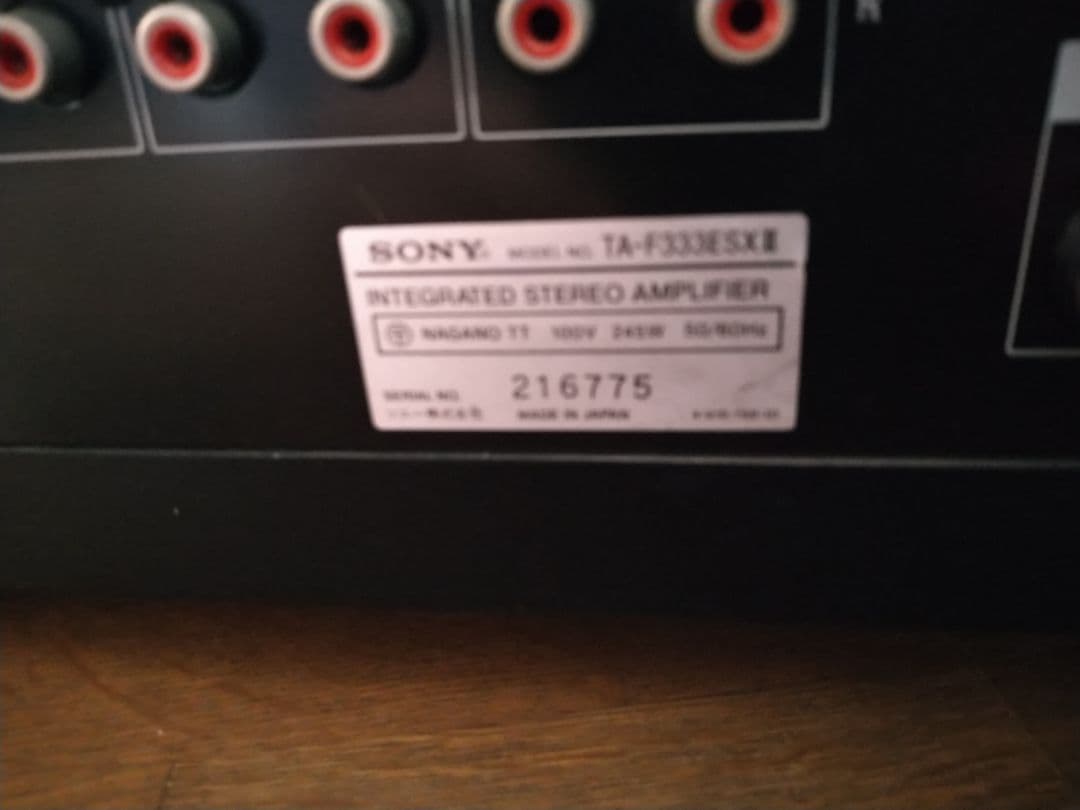 R
SONY. MODEL NO. TA-F333ESXⅡ
INTEGRATED STEREO AMPLIFIER
NAGANO TT 100V 245W 50/60Hz
SERIAL NO. 216775
MADE IN JAPAN